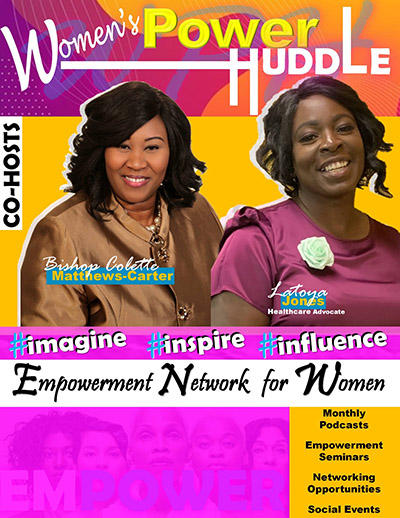 Women's Power
HUDDLE
CO-HOSTS
Bishop Colette
Matthews-Carter
Latoya
Jones
Healthcare Advocate
#imagine #inspire #influence
Empowerment Network for Women
EMPOWER
Monthly
Podcasts
Empowerment
Seminars
Networking
Opportunities
Social Events